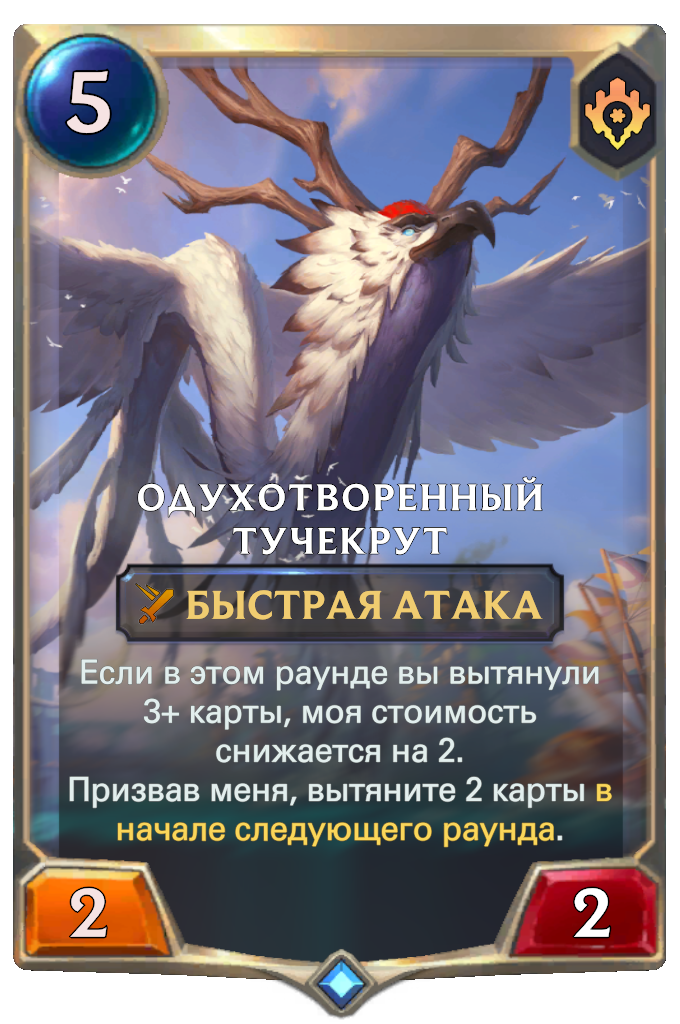 5
ОДУХОТВОРЕННЫЙ
ТУЧЕКРУТ
БЫСТРАЯ АТАКА
Если в этом раунде вы вытянули
3+ карты, моя стоимость
снижается на 2.
Призвав меня, вытяните 2 карты в
начале следующего раунда.
2
2